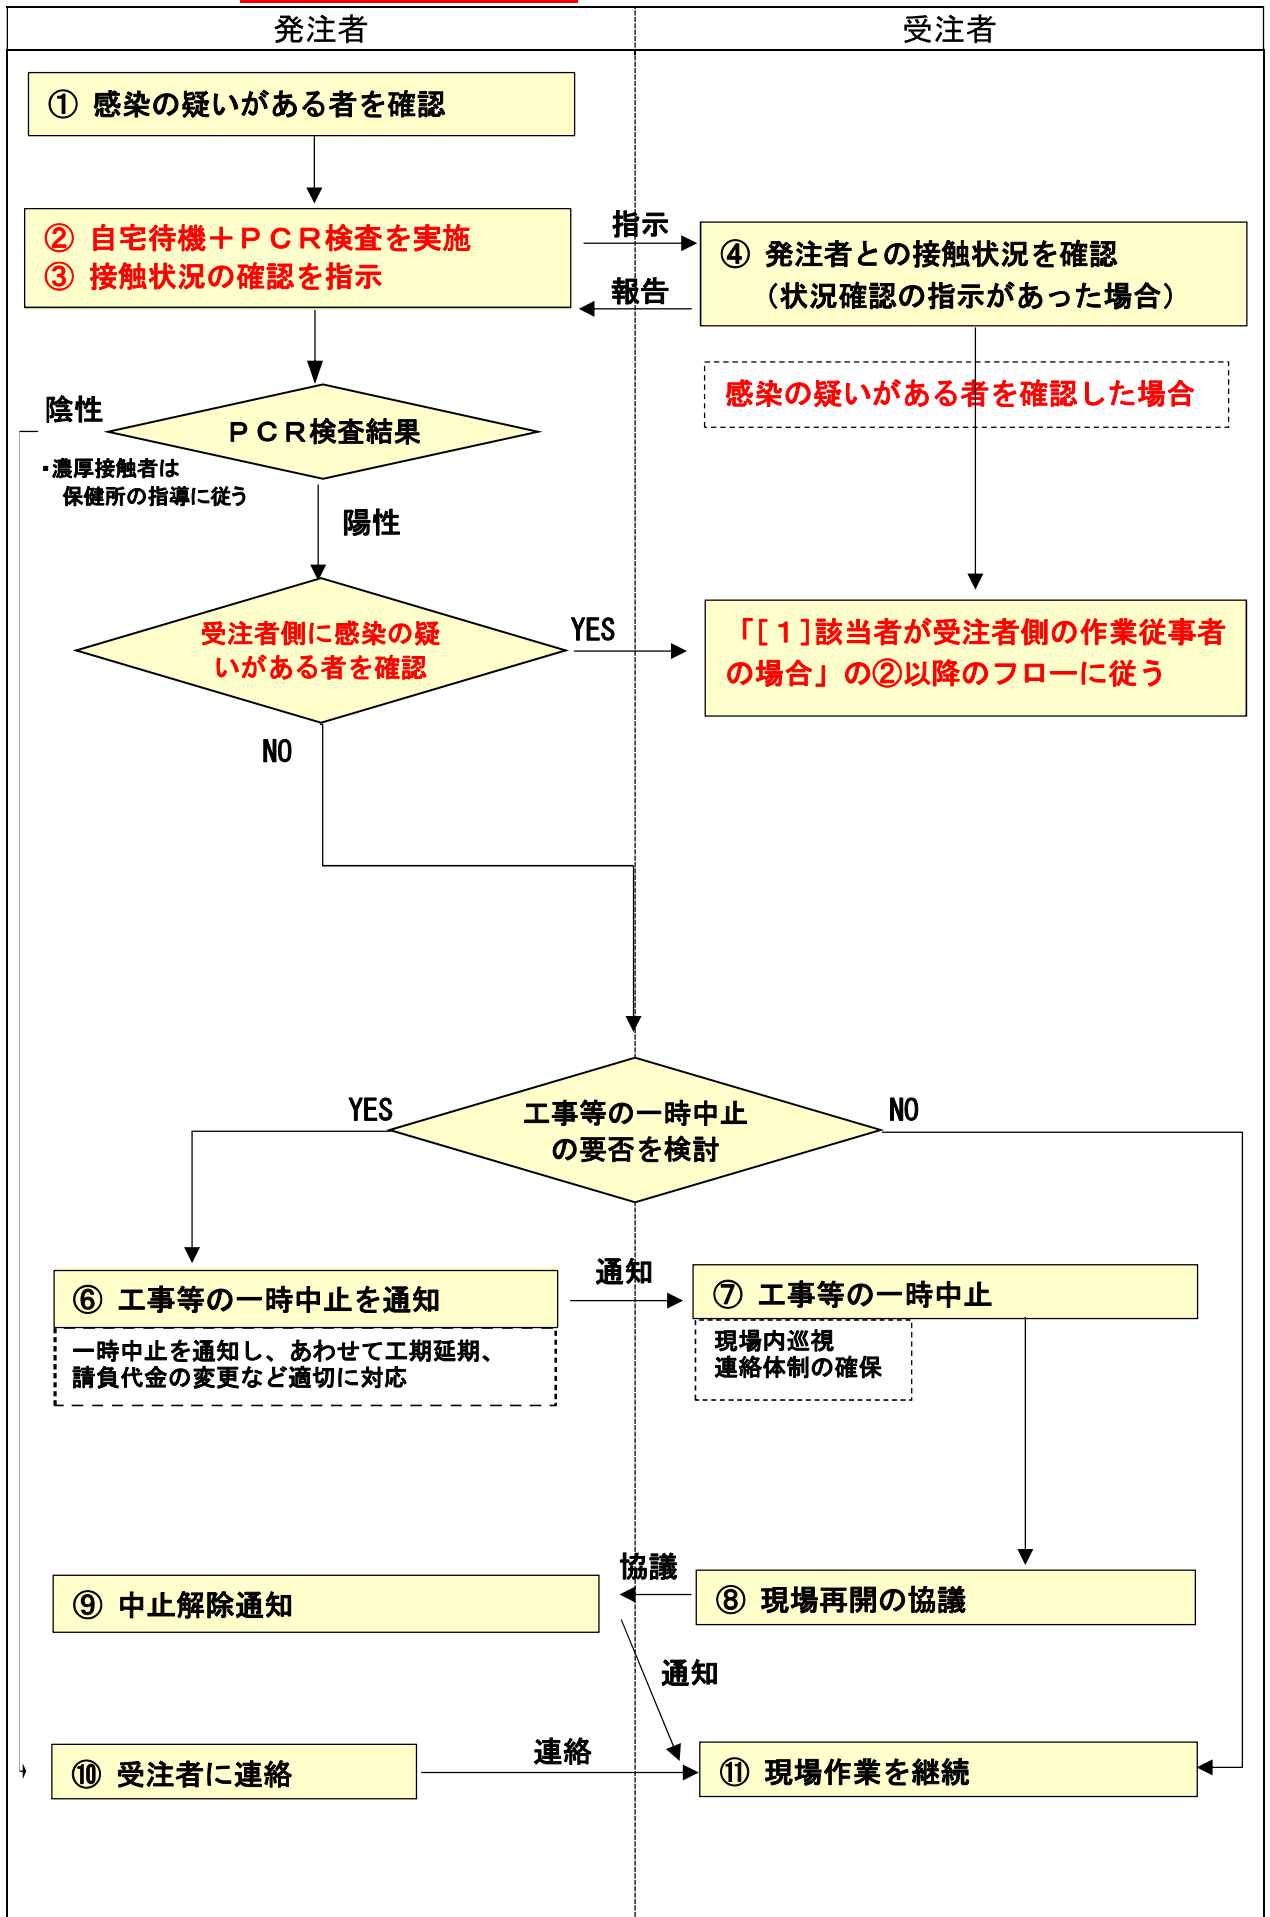 発注者
受注者
① 感染の疑いがある者を確認
② 自宅待機＋ＰＣＲ検査を実施
③ 接触状況の確認を指示
指示
報告
④ 発注者との接触状況を確認
（状況確認の指示があった場合）
感染の疑いがある者を確認した場合
陰性
ＰＣＲ検査結果
・濃厚接触者は
保健所の指導に従う
陽性
受注者側に感染の疑
いがある者を確認
YES
「[１]該当者が受注者側の作業従事者
の場合」の②以降のフローに従う
NO
YES
工事等の一時中止
の要否を検討
NO
⑥ 工事等の一時中止を通知
一時中止を通知し、あわせて工期延期、
請負代金の変更など適切に対応
通知
⑦ 工事等の一時中止
現場内巡視
連絡体制の確保
⑨ 中止解除通知
協議
⑧ 現場再開の協議
通知
⑩ 受注者に連絡
連絡
⑪ 現場作業を継続